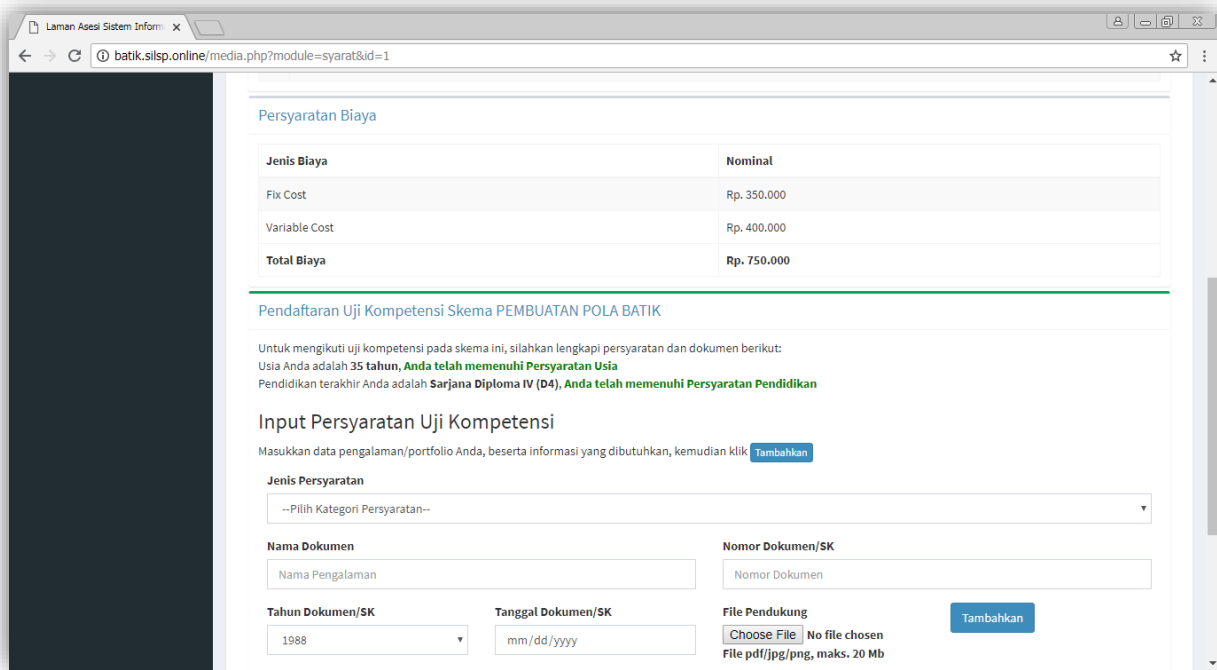 Laman Asesi Sistem Inform
batik.silsp.online/media.php?module=syarat&id=1
Persyaratan Biaya
Jenis Biaya Nominal
Fix Cost Rp. 350.000
Variable Cost Rp. 400.000
Total Biaya Rp. 750.000
Pendaftaran Uji Kompetensi Skema PEMBUATAN POLA BATIK
Untuk mengikuti uji kompetensi pada skema ini, silahkan lengkapi persyaratan dan dokumen berikut:
Usia Anda adalah 35 tahun, Anda telah memenuhi Persyaratan Usia
Pendidikan terakhir Anda adalah Sarjana Diploma IV (D4), Anda telah memenuhi Persyaratan Pendidikan
Input Persyaratan Uji Kompetensi
Masukkan data pengalaman/portfolio Anda, beserta informasi yang dibutuhkan, kemudian klik Tambahkan
Jenis Persyaratan
--Pilih Kategori Persyaratan--
Nama Dokumen Nomor Dokumen/SK
Nama Pengalaman Nomor Dokumen
Tahun Dokumen/SK Tanggal Dokumen/SK File Pendukung Tambahkan
1988 mm/dd/yyyy Choose File No file chosen
File pdf/jpg/png, maks. 20 Mb